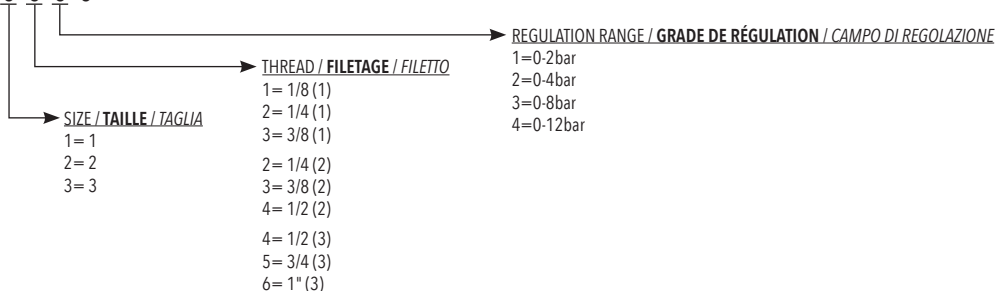 REGULATION RANGE / GRADE DE RÉGULATION / CAMPO DI REGOLAZIONE
1=0-2bar
2=0-4bar
3=0-8bar
4=0-12bar
THREAD / FILETAGE / FILETTO
1= 1/8 (1)
2= 1/4 (1)
3= 3/8 (1)
2= 1/4 (2)
3= 3/8 (2)
4= 1/2 (2)
4= 1/2 (3)
5= 3/4 (3)
6= 1" (3)
SIZE / TAILLE / TAGLIA
1= 1
2= 2
3= 3